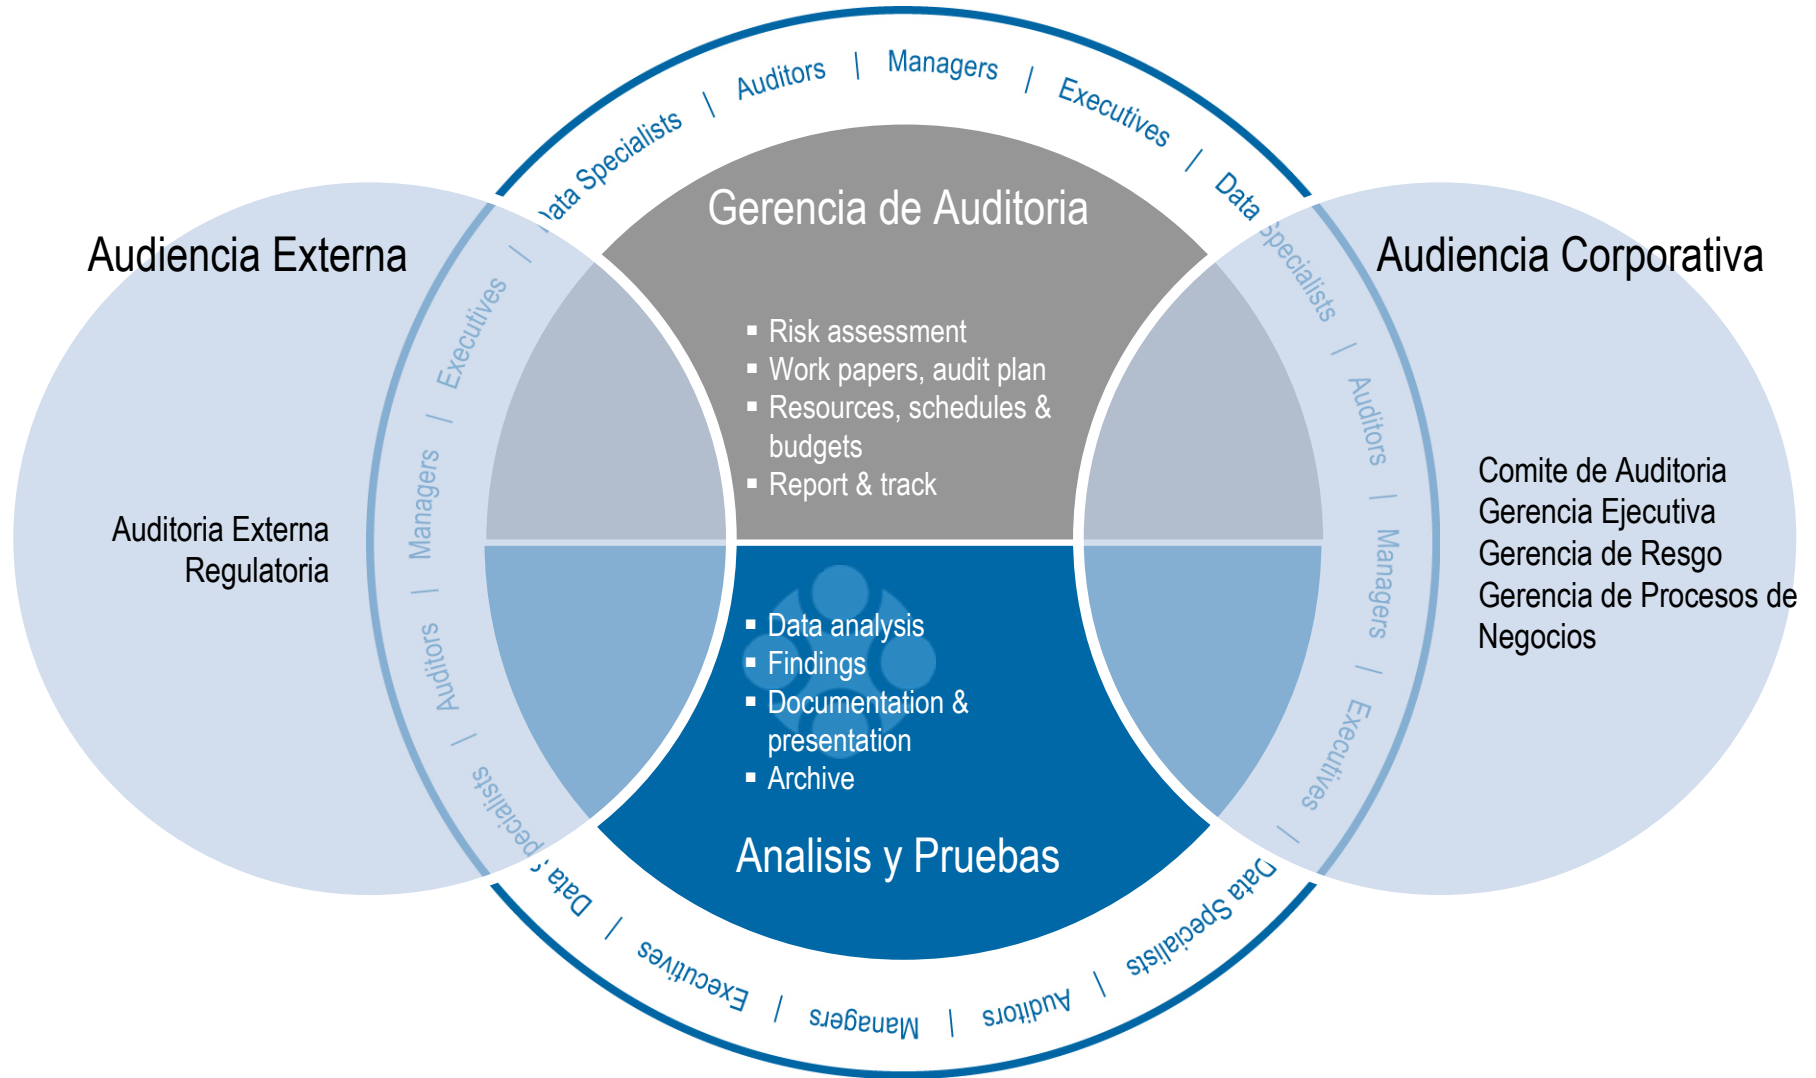 Data Specialists | Auditors | Managers | Executives | Data Specialists | Auditors | Managers | Executives | Data Specialists | Auditors | Managers | Executives | Data Specialists | Auditors | Managers | Executives |
Gerencia de Auditoria
▪ Risk assessment
▪ Work papers, audit plan
▪ Resources, schedules &
budgets
▪ Report & track
Audiencia Externa
Auditoria Externa
Regulatoria
Audiencia Corporativa
Comite de Auditoria
Gerencia Ejecutiva
Gerencia de Resgo
Gerencia de Procesos de
Negocios
▪ Data analysis
▪ Findings
▪ Documentation &
presentation
▪ Archive
Analisis y Pruebas